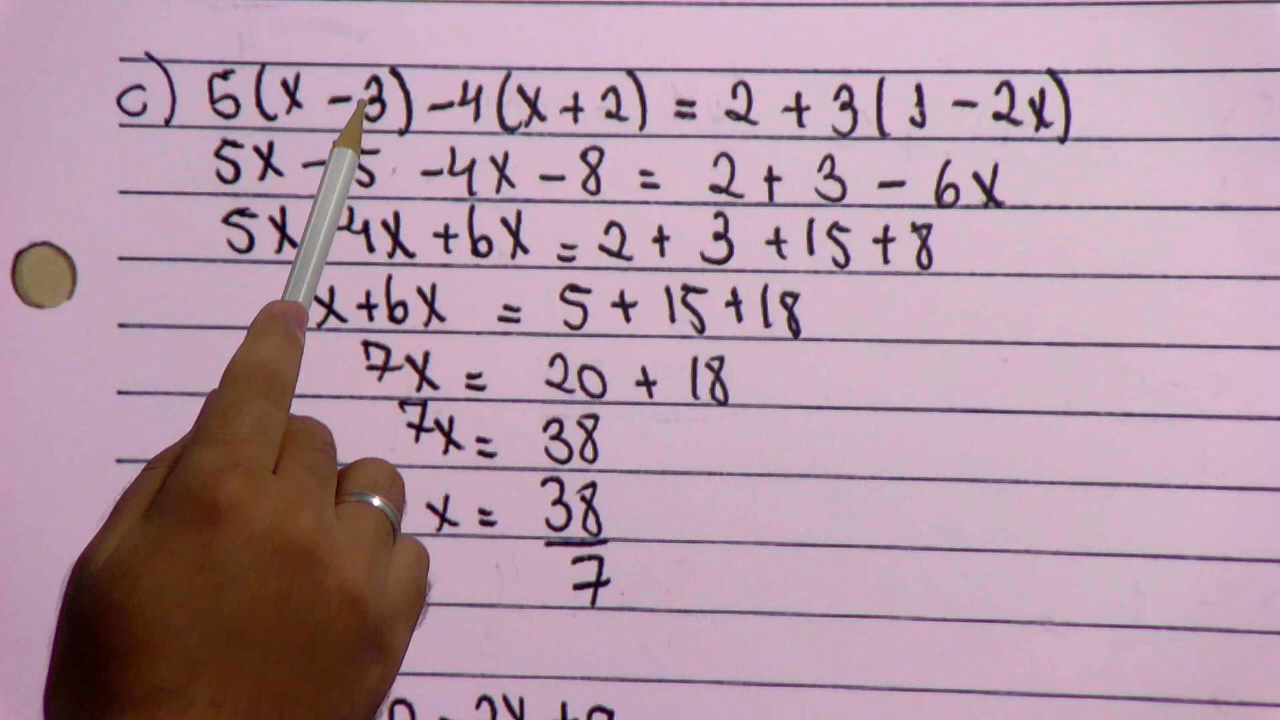 c) 5(x - 3) - 4(x + 2) = 2 + 3(1 - 2x)
5x - 5 - 4x - 8 = 2 + 3 - 6x
5x 4x + 6x = 2 + 3 + 15 + 8
x + 6x = 5 + 15 + 18
7x = 20 + 18
7x = 38
x = 38
7